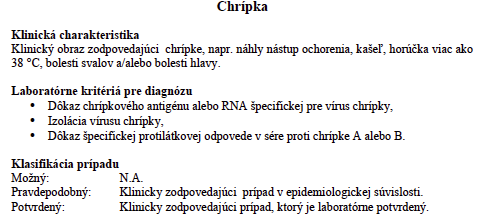 Chrípka
Klinická charakteristika
Klinický obraz zodpovedajúci chrípke, napr. náhly nástup ochorenia, kašeľ, horúčka viac ako
38 °C, bolesti svalov a/alebo bolesti hlavy.
Laboratórne kritériá pre diagnózu
• Dôkaz chrípkového antigénu alebo RNA špecifickej pre vírus chrípky,
• Izolácia vírusu chrípky,
• Dôkaz špecifickej protilátkovej odpovede v sére proti chrípke A alebo B.
Klasifikácia prípadu
Možný: N.A.
Pravdepodobný: Klinicky zodpovedajúci prípad v epidemiologickej súvislosti.
Potvrdený: Klinicky zodpovedajúci prípad, ktorý je laboratórne potvrdený.